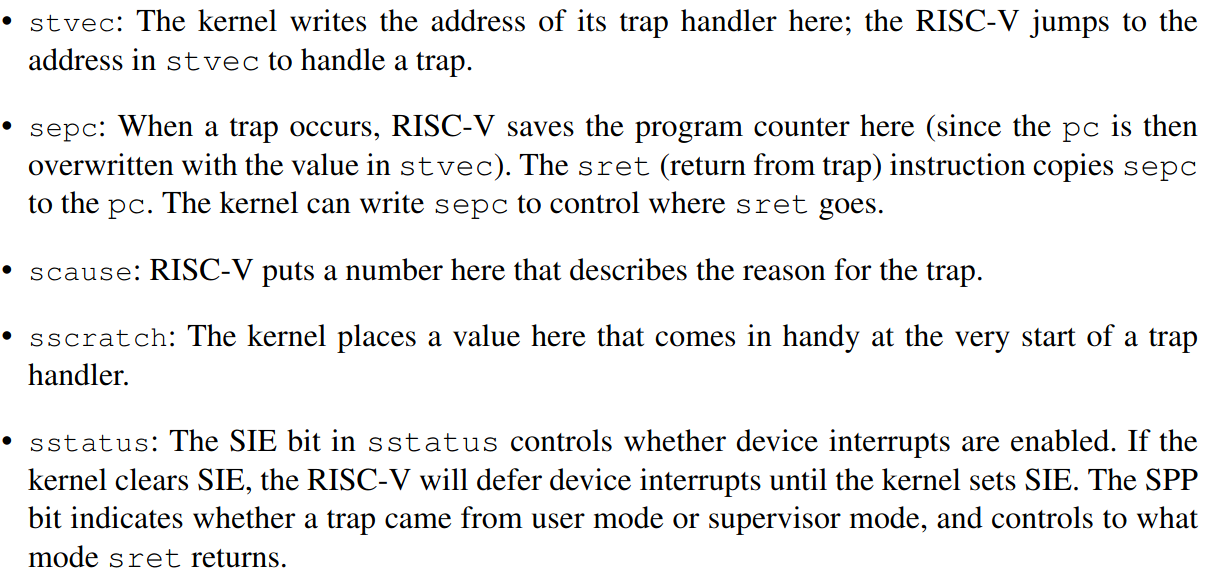 • stvec: The kernel writes the address of its trap handler here; the RISC-V jumps to the
address in stvec to handle a trap.
• sepc: When a trap occurs, RISC-V saves the program counter here (since the pc is then
overwritten with the value in stvec). The sret (return from trap) instruction copies sepc
to the pc. The kernel can write sepc to control where sret goes.
• scause: RISC-V puts a number here that describes the reason for the trap.
• sscratch: The kernel places a value here that comes in handy at the very start of a trap
handler.
• sstatus: The SIE bit in sstatus controls whether device interrupts are enabled. If the
kernel clears SIE, the RISC-V will defer device interrupts until the kernel sets SIE. The SPP
bit indicates whether a trap came from user mode or supervisor mode, and controls to what
mode sret returns.